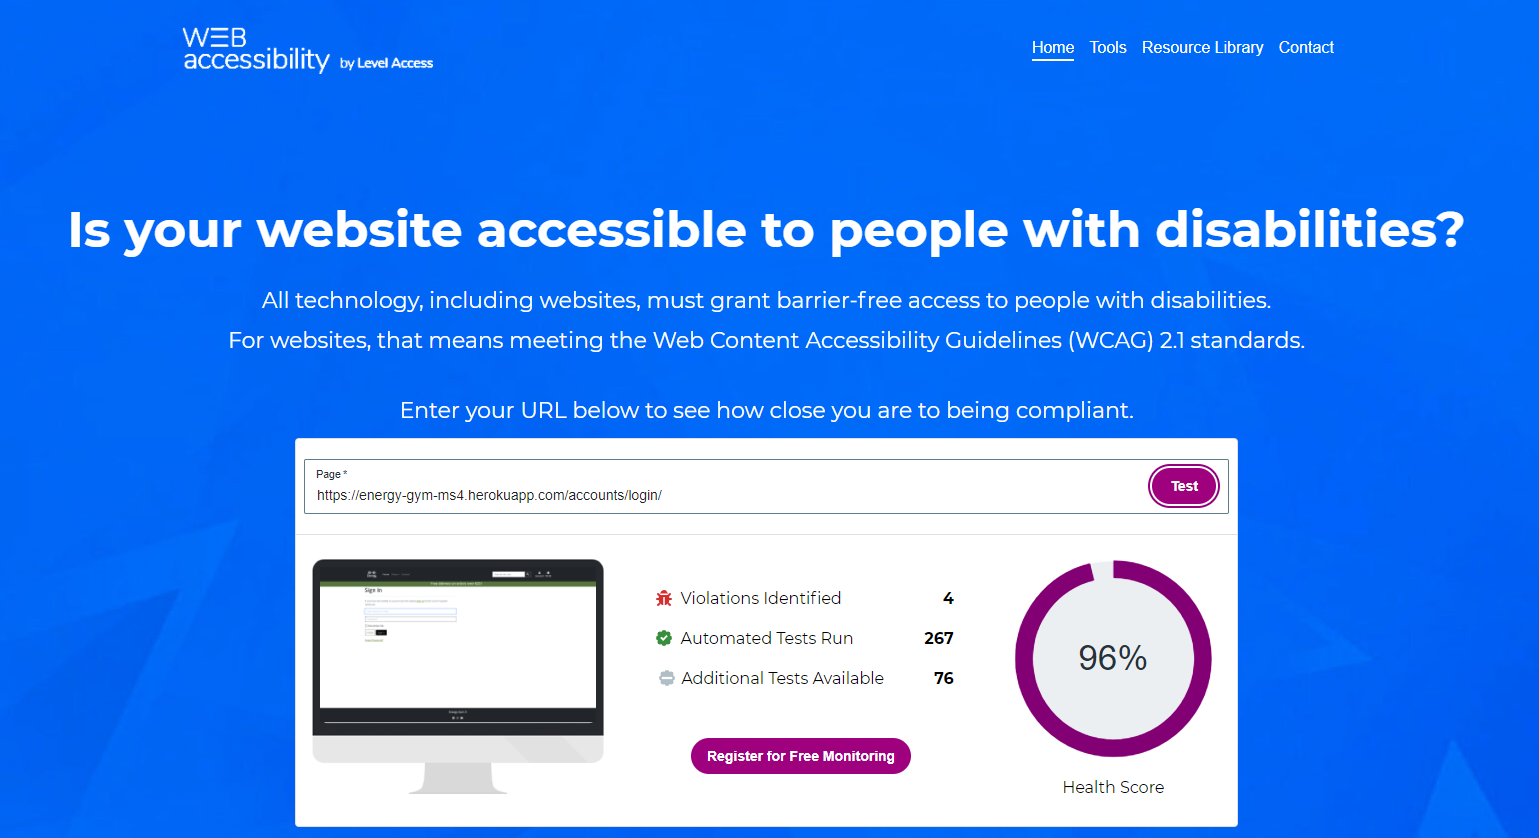 WEB
accessibility by Level Access
Home Tools Resource Library Contact
Is your website accessible to people with disabilities?
All technology, including websites, must grant barrier-free access to people with disabilities.
For websites, that means meeting the Web Content Accessibility Guidelines (WCAG) 2.1 standards.
Enter your URL below to see how close you are to being compliant.
Page *
https://energy-gym-ms4.herokuapp.com/accounts/login/
Test
Sign In
Violations Identified 4
Automated Tests Run 267
Additional Tests Available 76
Register for Free Monitoring
96%
Health Score